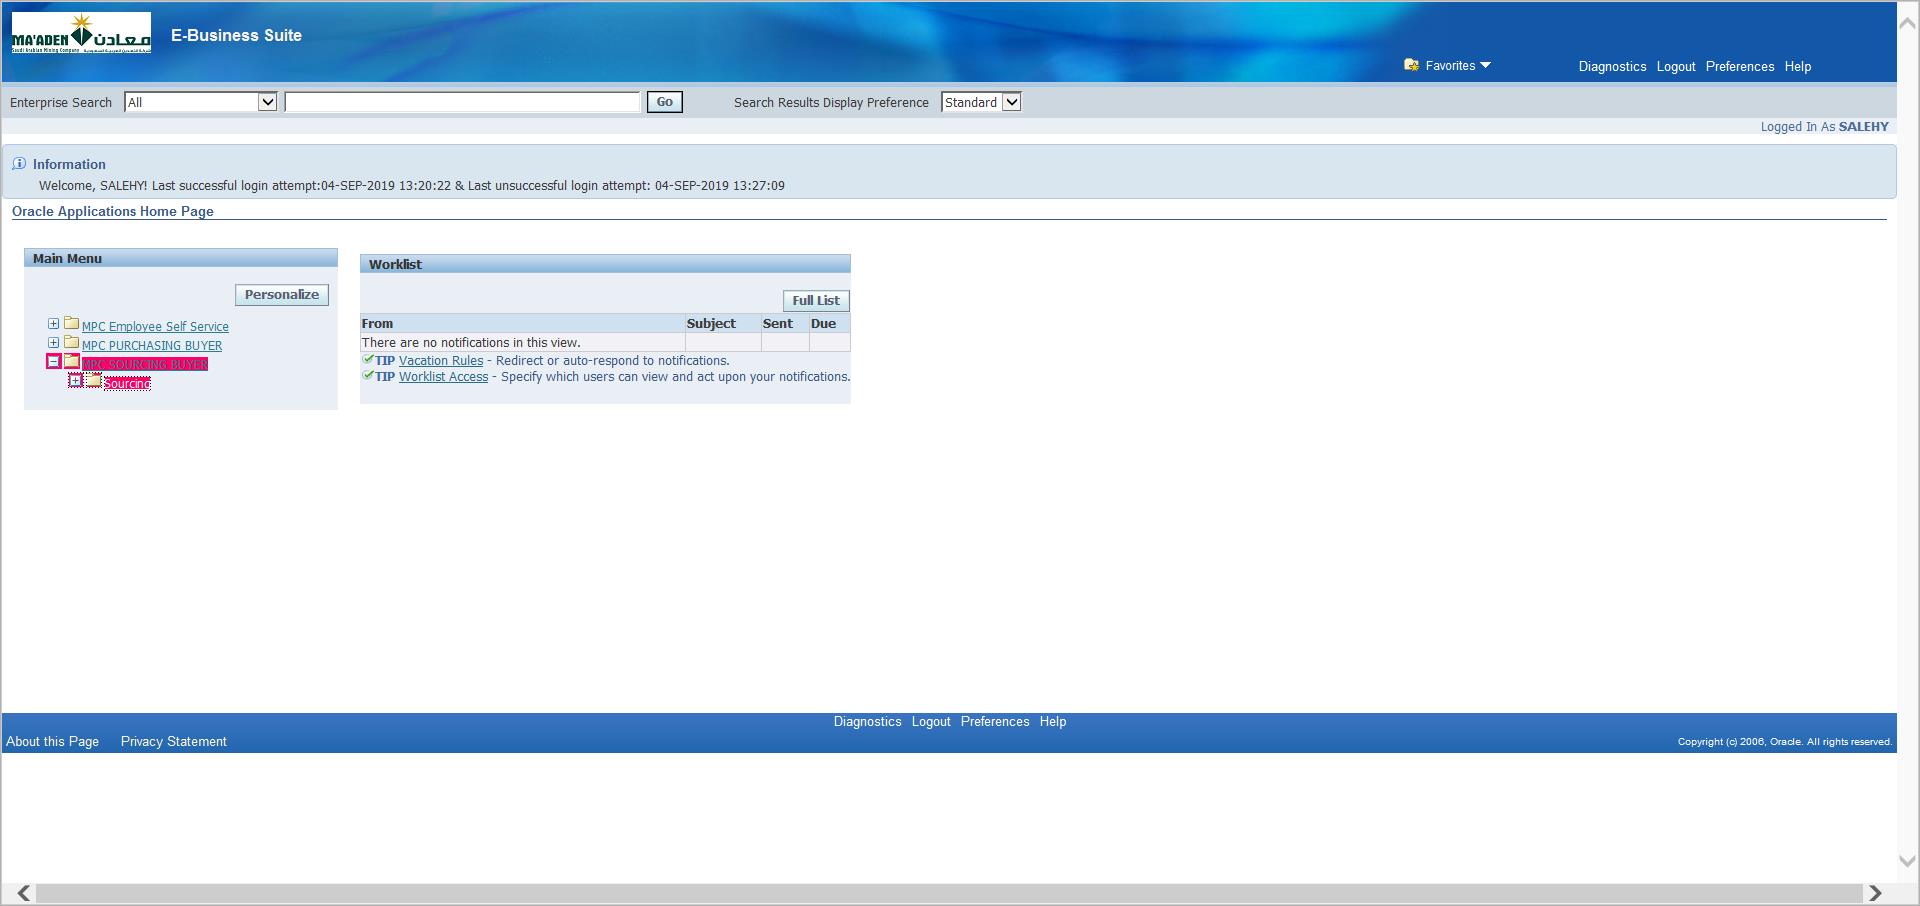 MA'ADEN معادن
Saudi Arabian Mining Company
E-Business Suite
Favorites
Diagnostics Logout Preferences Help
Enterprise Search All Go Search Results Display Preference Standard
Logged In As SALEHY
Information
Welcome, SALEHY! Last successful login attempt:04-SEP-2019 13:20:22 & Last unsuccessful login attempt: 04-SEP-2019 13:27:09
Oracle Applications Home Page
Main Menu
Personalize
MPC Employee Self Service
MPC PURCHASING BUYER
MPC SOURCING BUYER
Sourcing
Worklist
Full List
From Subject Sent Due
There are no notifications in this view.
TIP Vacation Rules - Redirect or auto-respond to notifications.
TIP Worklist Access - Specify which users can view and act upon your notifications.
Diagnostics Logout Preferences Help
About this Page Privacy Statement
Copyright (c) 2006, Oracle. All rights reserved.